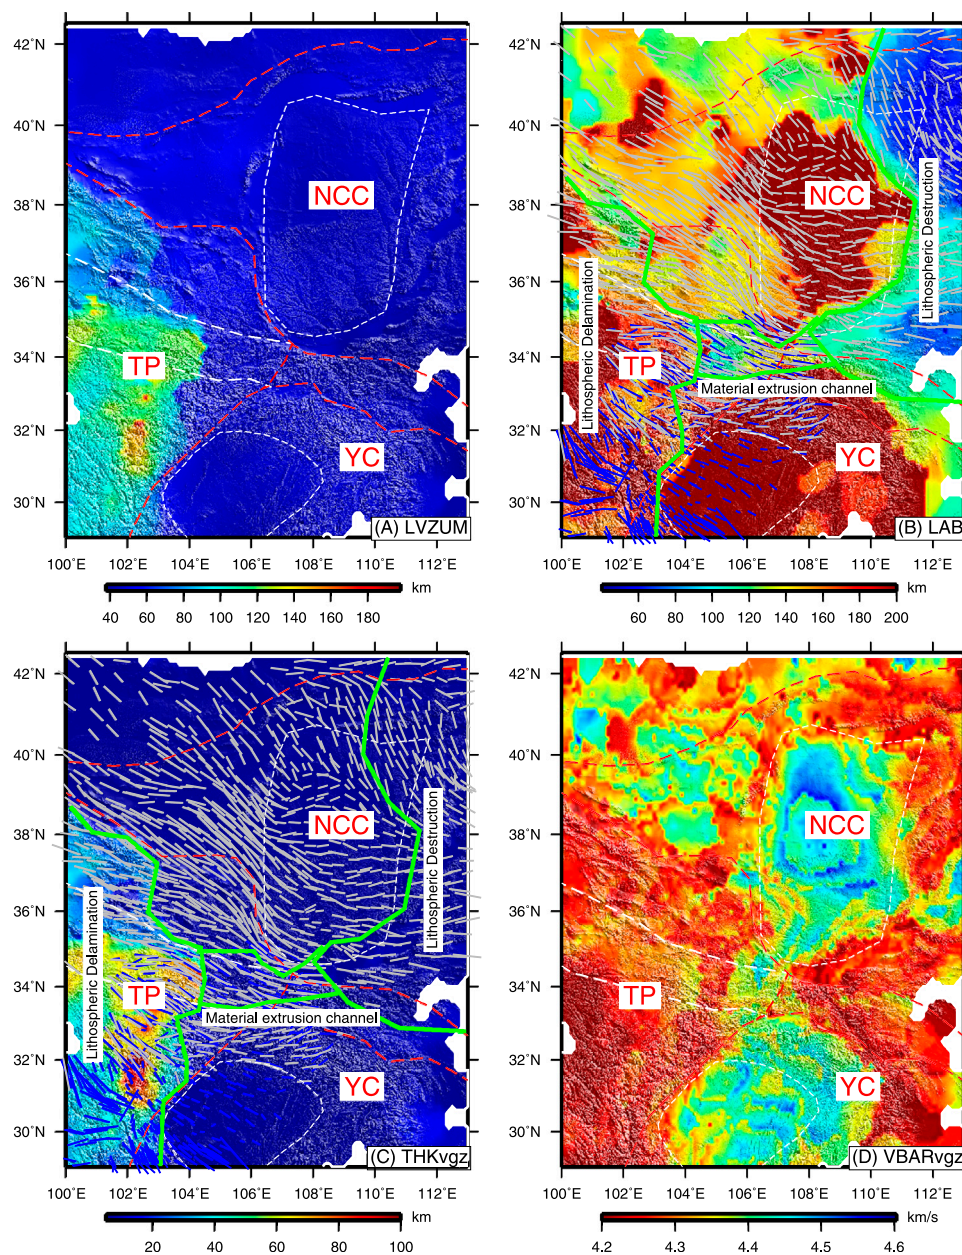 42˚N
40˚N
38˚N
36˚N
34˚N
32˚N
30˚N
NCC
TP
YC
(A) LVZUM
100˚E
102˚E
104˚E
106˚E
108˚E
110˚E
112˚E
km
40 60 80 100 120 140 160 180
42˚N
40˚N
38˚N
36˚N
34˚N
32˚N
30˚N
NCC
Lithospheric Destruction
Lithospheric Delamination
TP
Material extrusion channel
YC
(B) LAB
100˚E
102˚E
104˚E
106˚E
108˚E
110˚E
112˚E
km
60 80 100 120 140 160 180 200
42˚N
40˚N
38˚N
36˚N
34˚N
32˚N
30˚N
NCC
Lithospheric Destruction
Lithospheric Delamination
TP
Material extrusion channel
YC
(C) THKvgz
100˚E
102˚E
104˚E
106˚E
108˚E
110˚E
112˚E
km
20 40 60 80 100
42˚N
40˚N
38˚N
36˚N
34˚N
32˚N
30˚N
NCC
TP
YC
(D) VBARvgz
100˚E
102˚E
104˚E
106˚E
108˚E
110˚E
112˚E
km/s
4.2 4.3 4.4 4.5 4.6